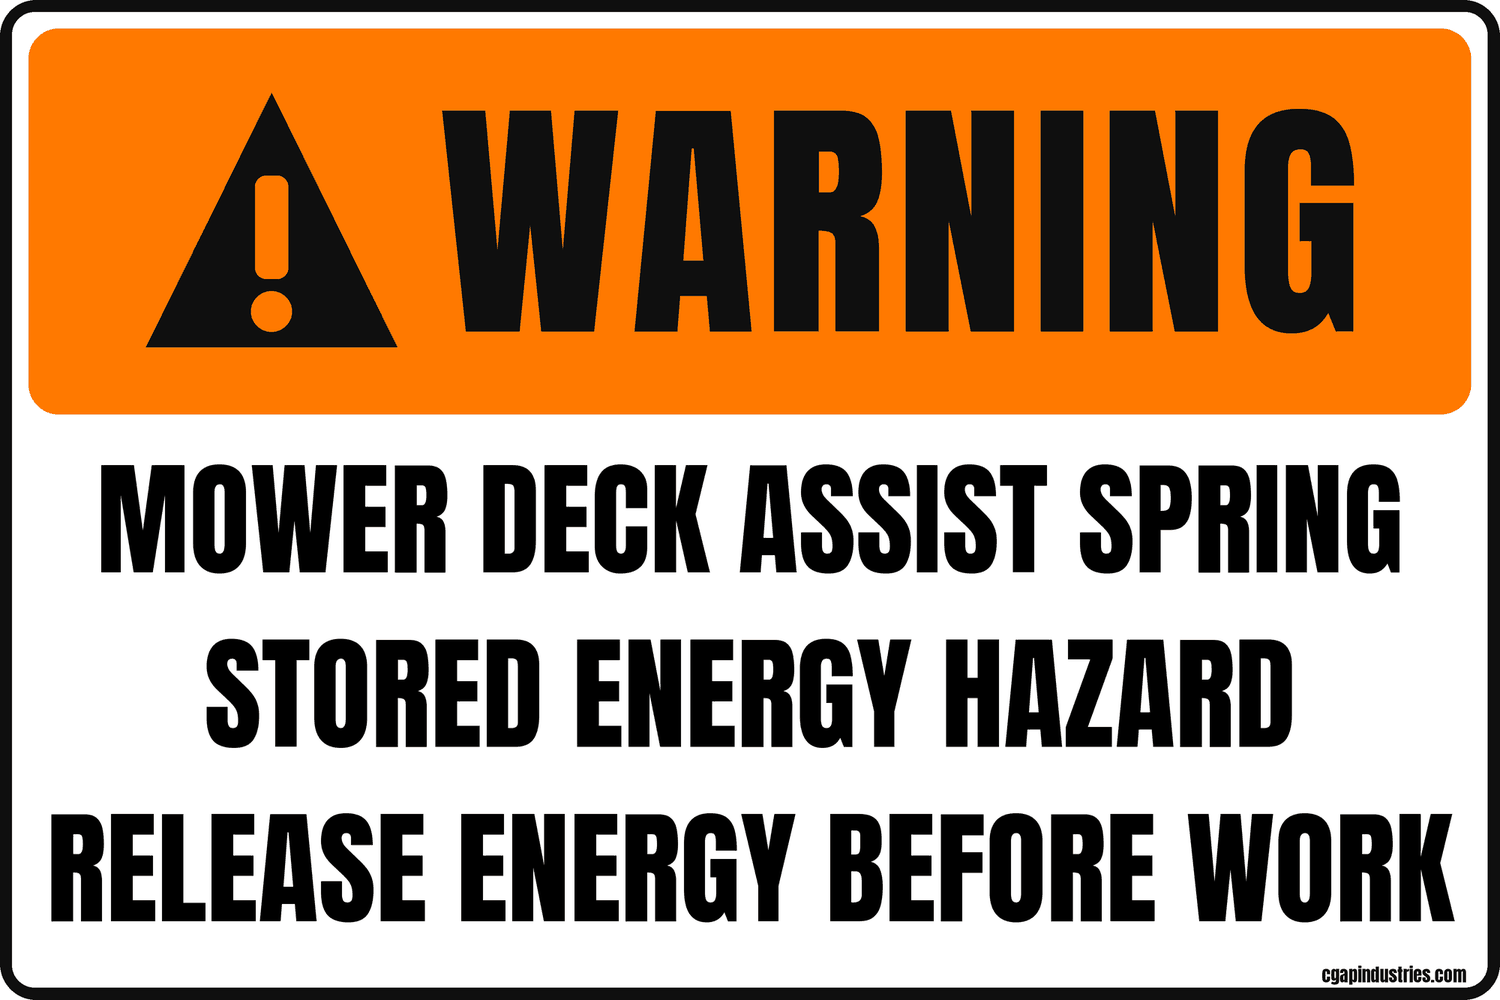 WARNING
MOWER DECK ASSIST SPRING
STORED ENERGY HAZARD
RELEASE ENERGY BEFORE WORK
cgapindustries.com